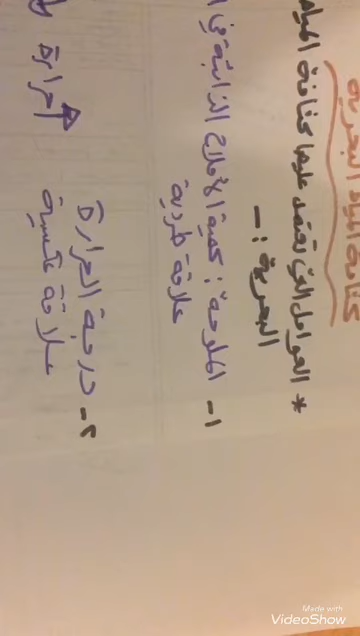 كثافة المياه البحرية
* العوامل التي تعتمد عليها كثافة المياه
البحرية :-
١- الملوحة : كمية الأملاح الذائبة في
علاقة طردية
٢- درجة الحرارة
علاقة عكسية
الحرارة
Made with
VideoShow